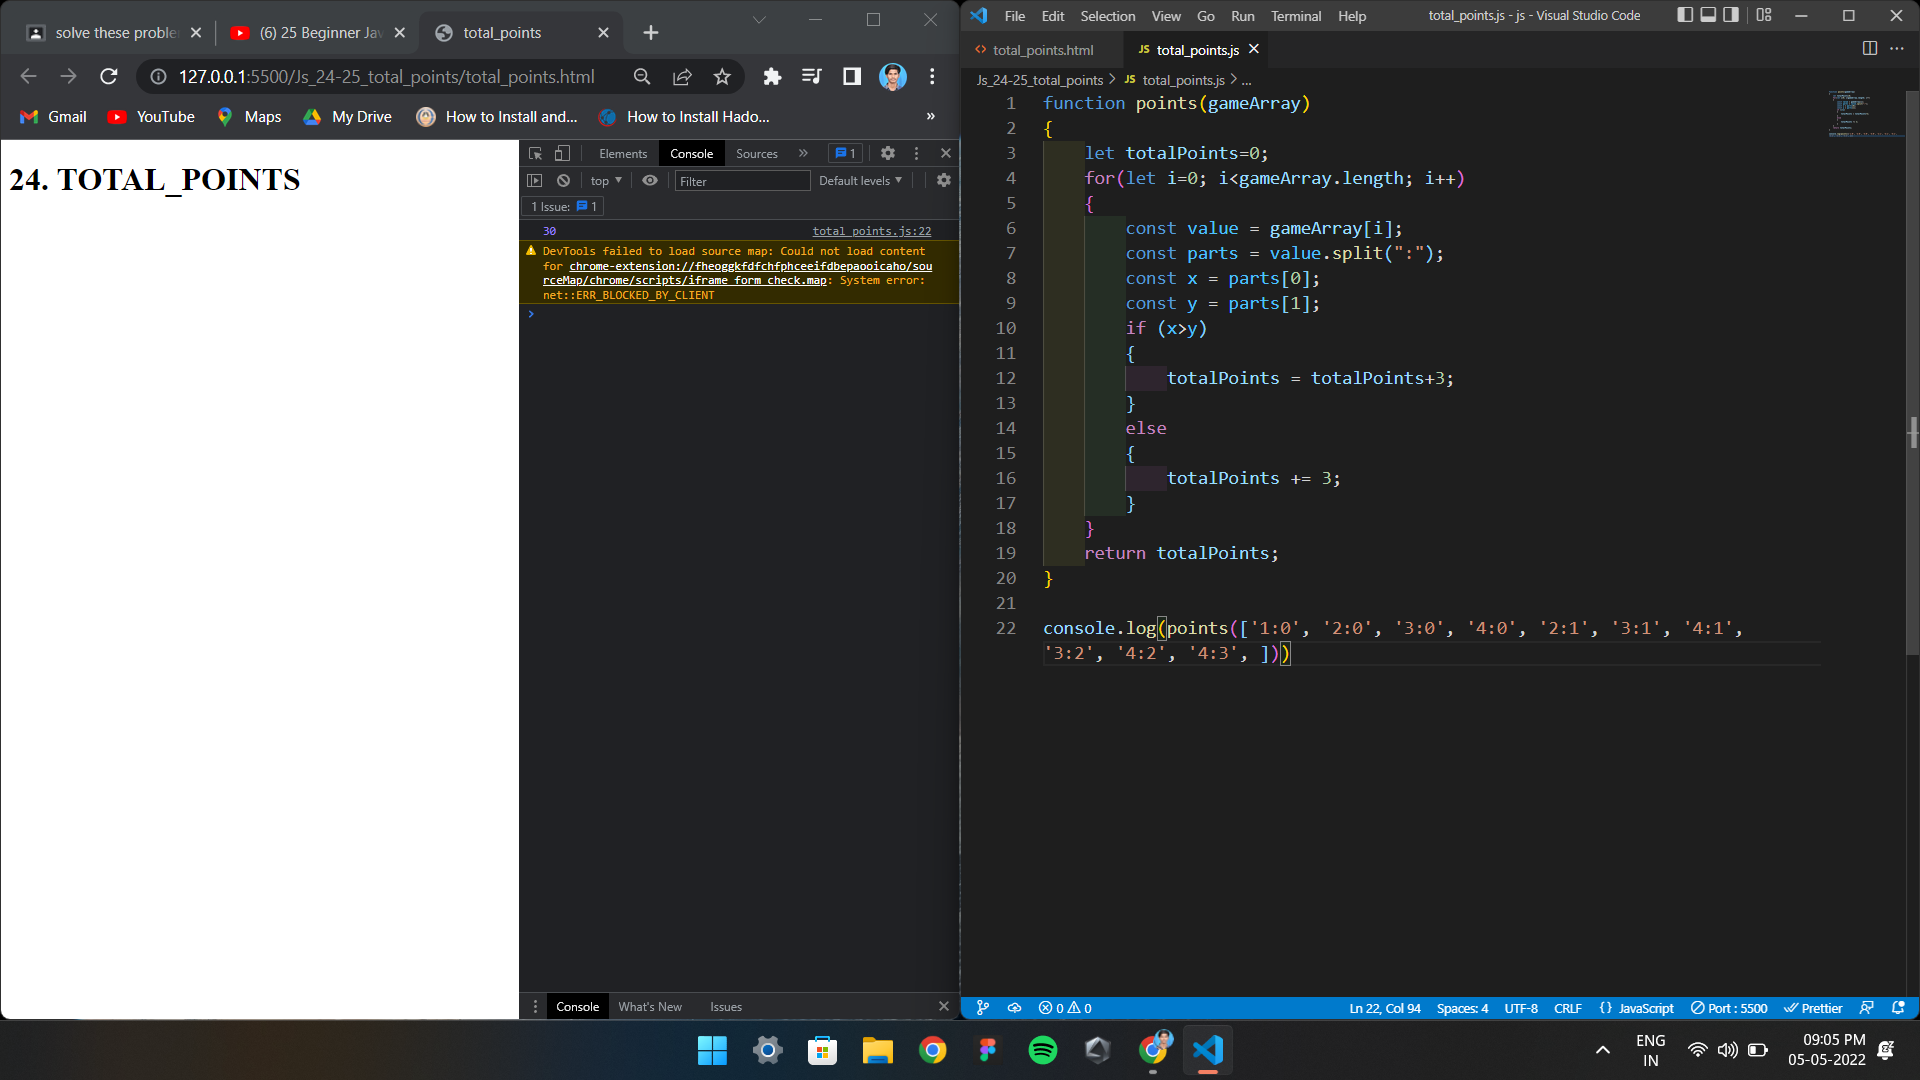 solve these proble
(6) 25 Beginner Jav
total_points
127.0.0.1:5500/Js_24-25_total_points/total_points.html
Gmail
YouTube
Maps
My Drive
How to Install and...
How to Install Hado...
»
24. TOTAL_POINTS
Elements
Console
Sources
»
1
top
Filter
Default levels
1 Issue: 1
30 total_points.js:22
DevTools failed to load source map: Could not load content
for chrome-extension://fheoggkfdfchfphceeifdbepaooicaho/sou
rceMap/chrome/scripts/iframe_form_check.map: System error:
net::ERR_BLOCKED_BY_CLIENT
Console
What's New
Issues
File Edit Selection View Go Run Terminal Help
total_points.js - js - Visual Studio Code
total_points.html
JS total_points.js
Js_24-25_total_points > JS total_points.js > ...
1 function points(gameArray)
2 {
3 let totalPoints=0;
4 for(let i=0; i<gameArray.length; i++)
5 {
6 const value = gameArray[i];
7 const parts = value.split(":");
8 const x = parts[0];
9 const y = parts[1];
10 if (x>y)
11 {
12 totalPoints = totalPoints+3;
13 }
14 else
15 {
16 totalPoints += 3;
17 }
18 }
19 return totalPoints;
20 }
21
22 console.log(points(['1:0', '2:0', '3:0', '4:0', '2:1', '3:1', '4:1',
'3:2', '4:2', '4:3', ]))
0 0
Ln 22, Col 94
Spaces: 4
UTF-8
CRLF
{ } JavaScript
Port : 5500
Prettier
ENG
IN
09:05 PM
05-05-2022